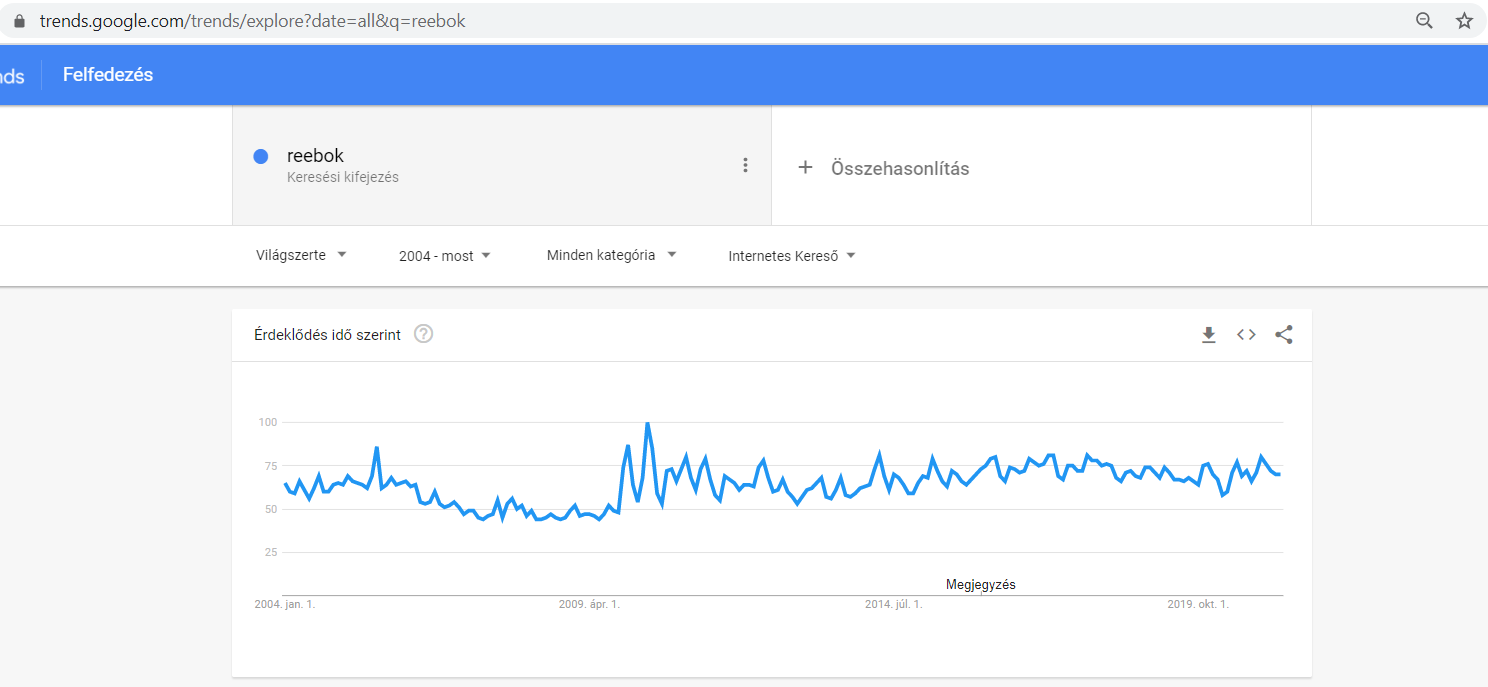 trends.google.com/trends/explore?date=all&q=reebok
nds
Felfedezés
reebok
Keresési kifejezés
+ Összehasonlítás
Világszerte
2004 - most
Minden kategória
Internetes Kereső
Érdeklődés idő szerint
?
100
75
50
25
Megjegyzés
2004. jan. 1.
2009. ápr. 1.
2014. júl. 1.
2019. okt. 1.